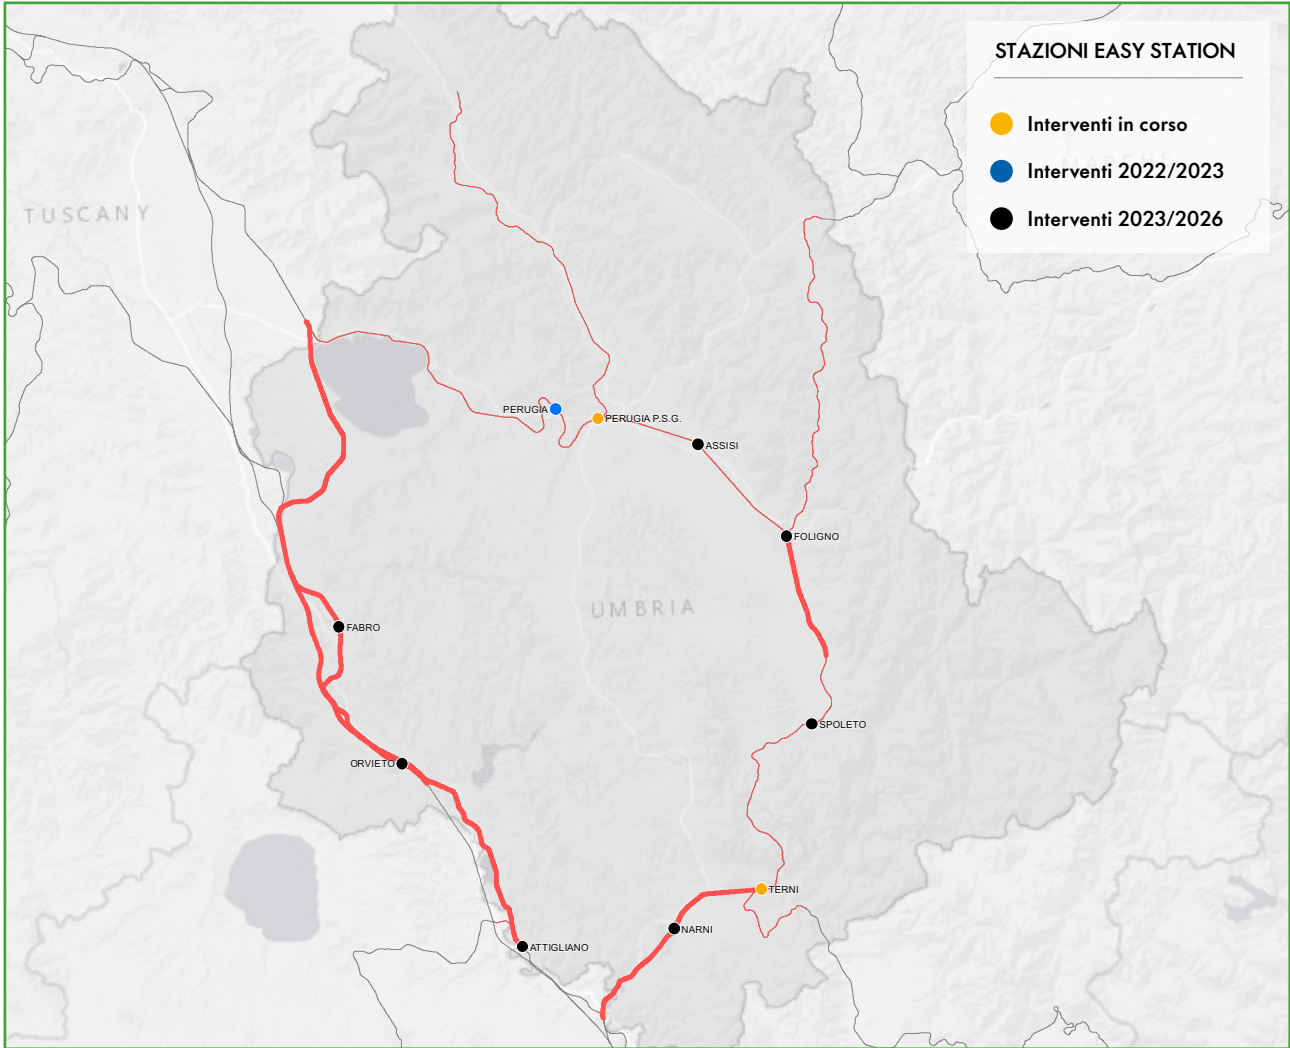 STAZIONI EASY STATION
Interventi in corso
MARCHE
Interventi 2022/2023
Interventi 2023/2026
TUSCANY
PERUGIA
PERUGIA P.S.G.
ASSISI
FOLIGNO
UMBRIA
FABRO
SPOLETO
ORVIETO
TERNI
NARNI
ATTIGLIANO